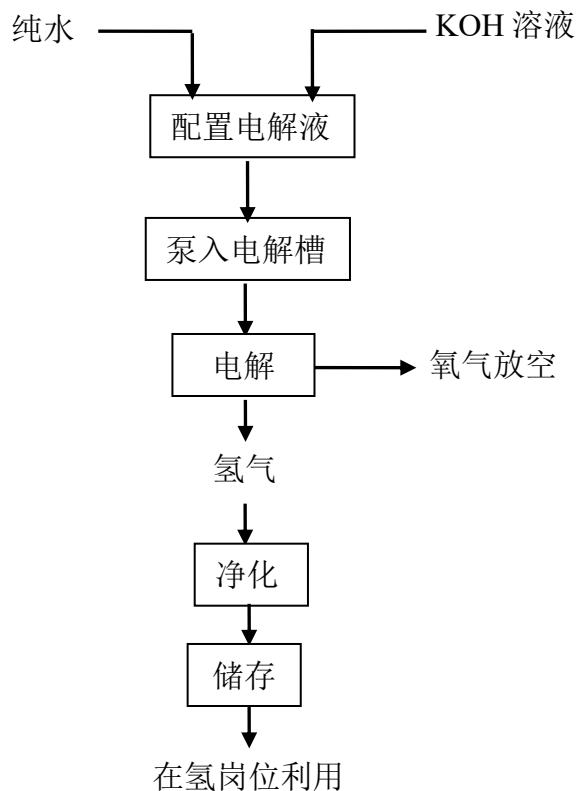 纯水
KOH 溶液
配置电解液
泵入电解槽
电解
氧气放空
氢气
净化
储存
在氢岗位利用